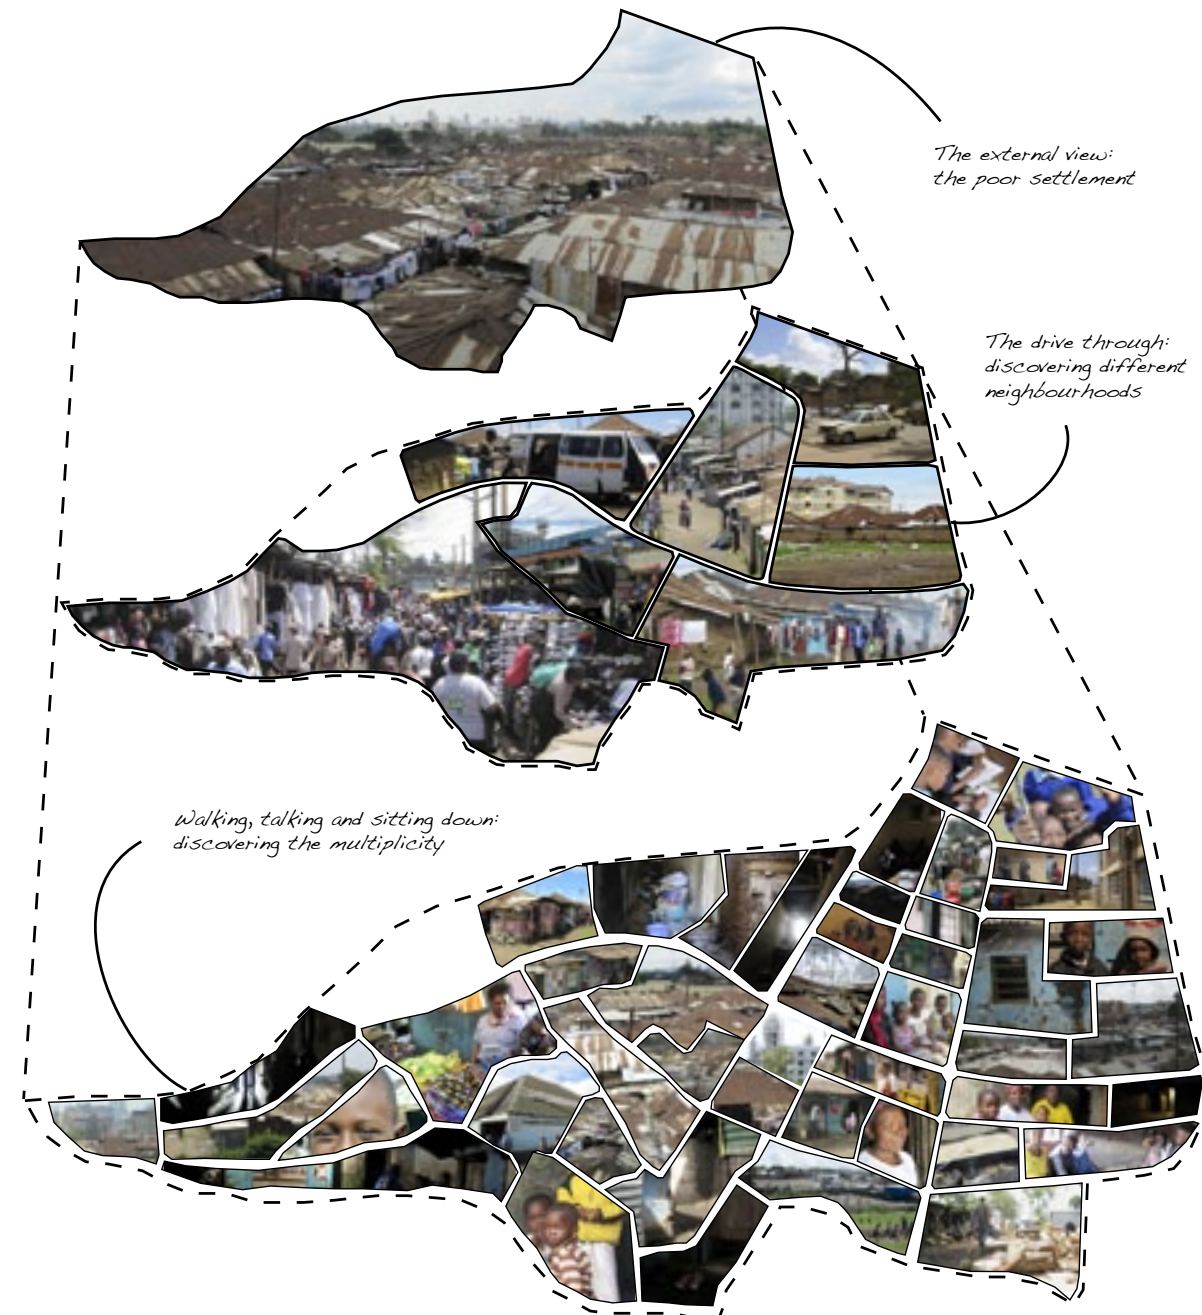 The external view:
the poor settlement
The drive through:
discovering different
neighbourhoods
Walking, talking and sitting down:
discovering the multiplicity